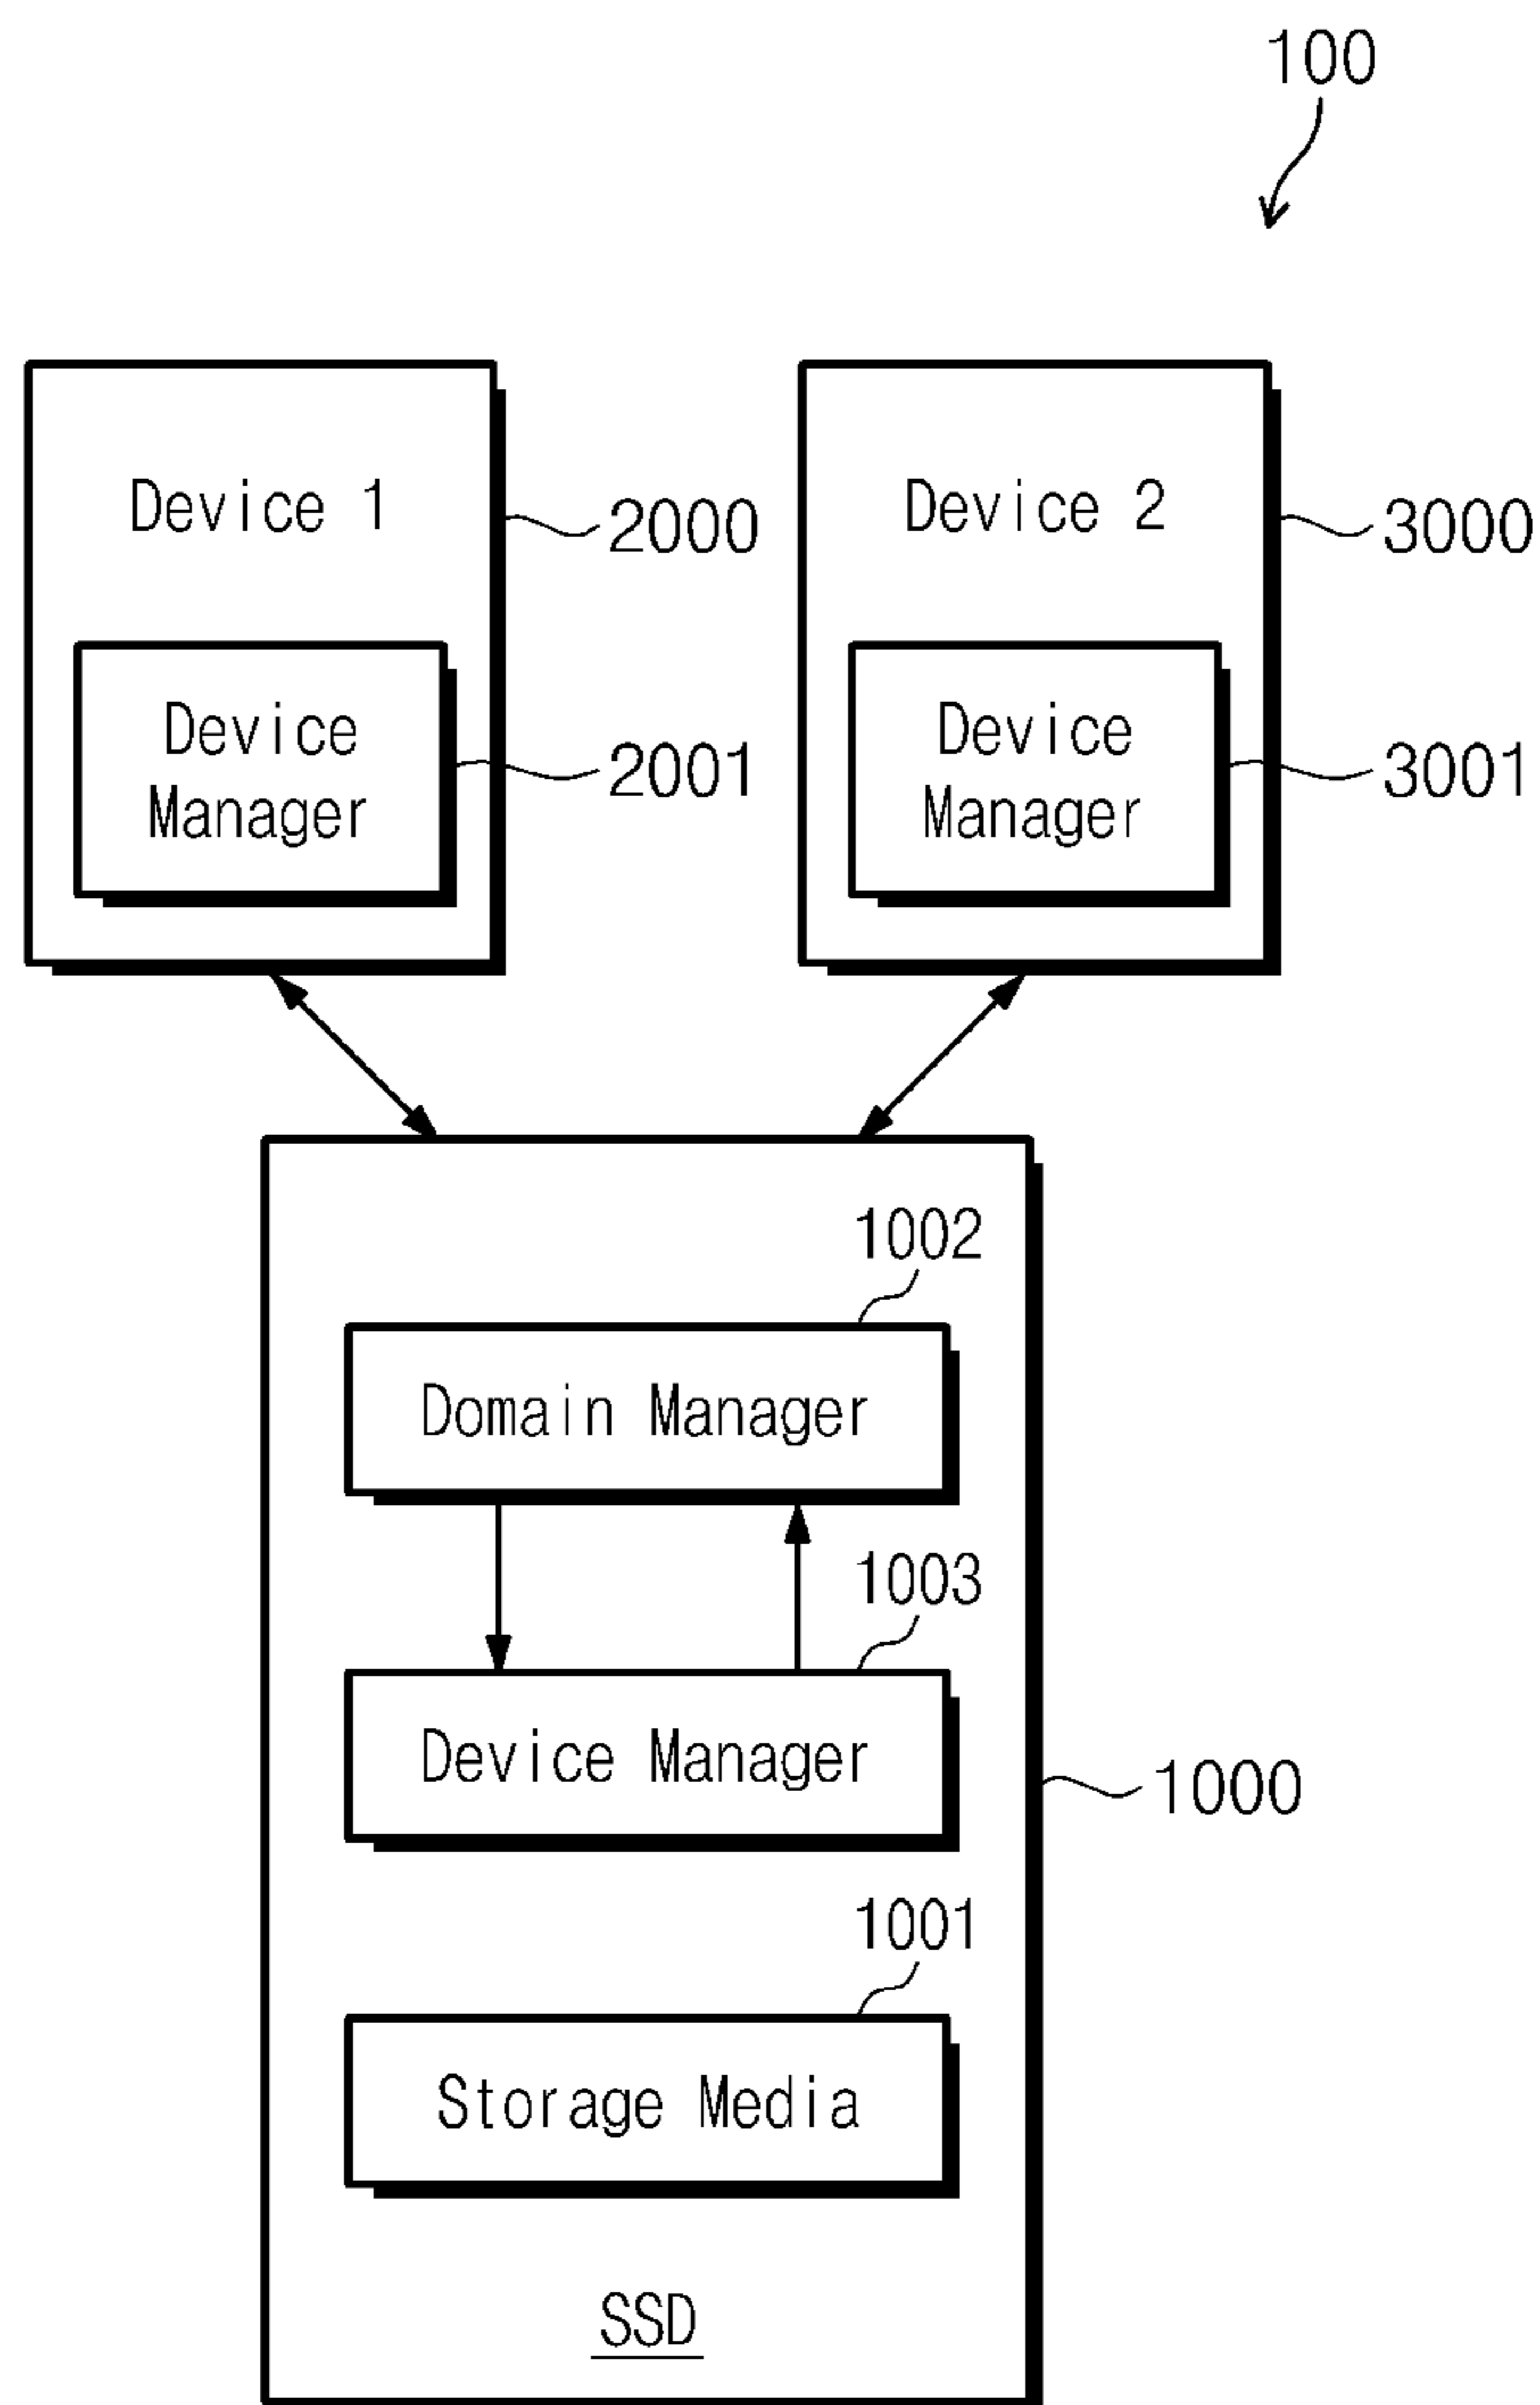 100
Device 1
2000
Device 2
3000
Device
Manager
2001
Device
Manager
3001
1002
Domain Manager
1003
Device Manager
1000
1001
Storage Media
SSD